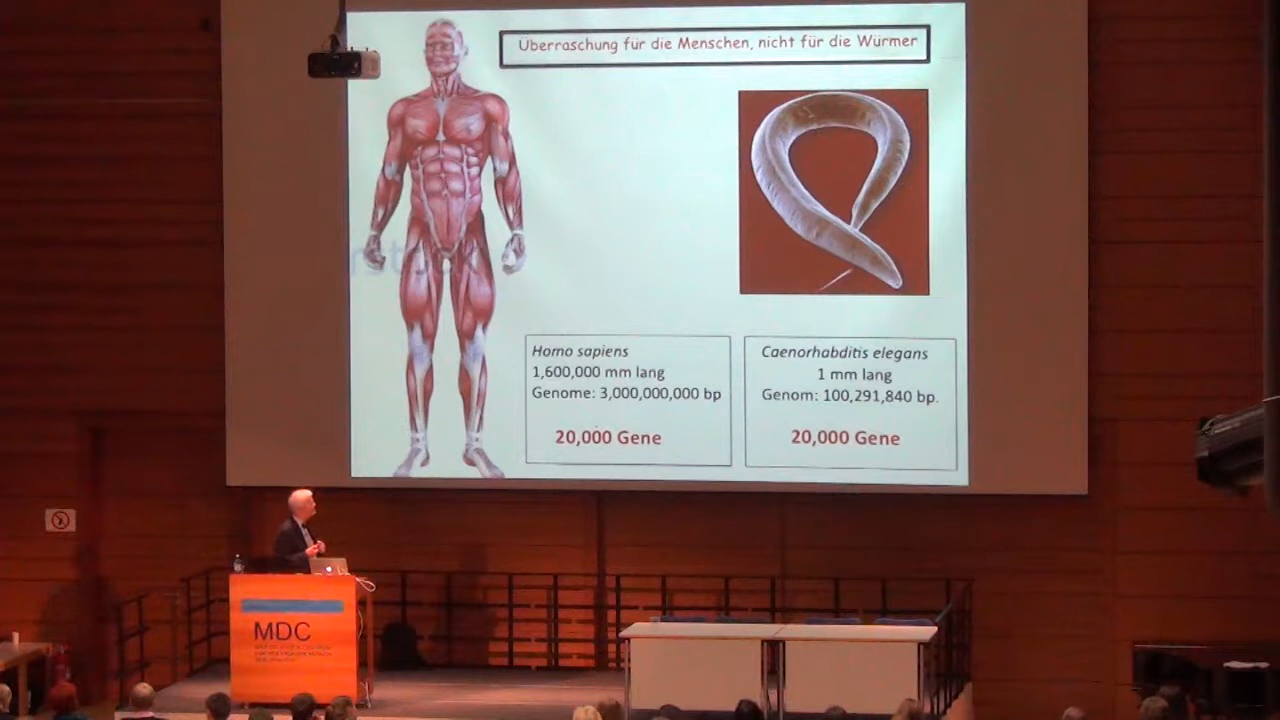 Überraschung für die Menschen, nicht für die Würmer
Homo sapiens
1,600,000 mm lang
Genome: 3,000,000,000 bp
20,000 Gene
Caenorhabditis elegans
1 mm lang
Genom: 100,291,840 bp.
20,000 Gene
MDC